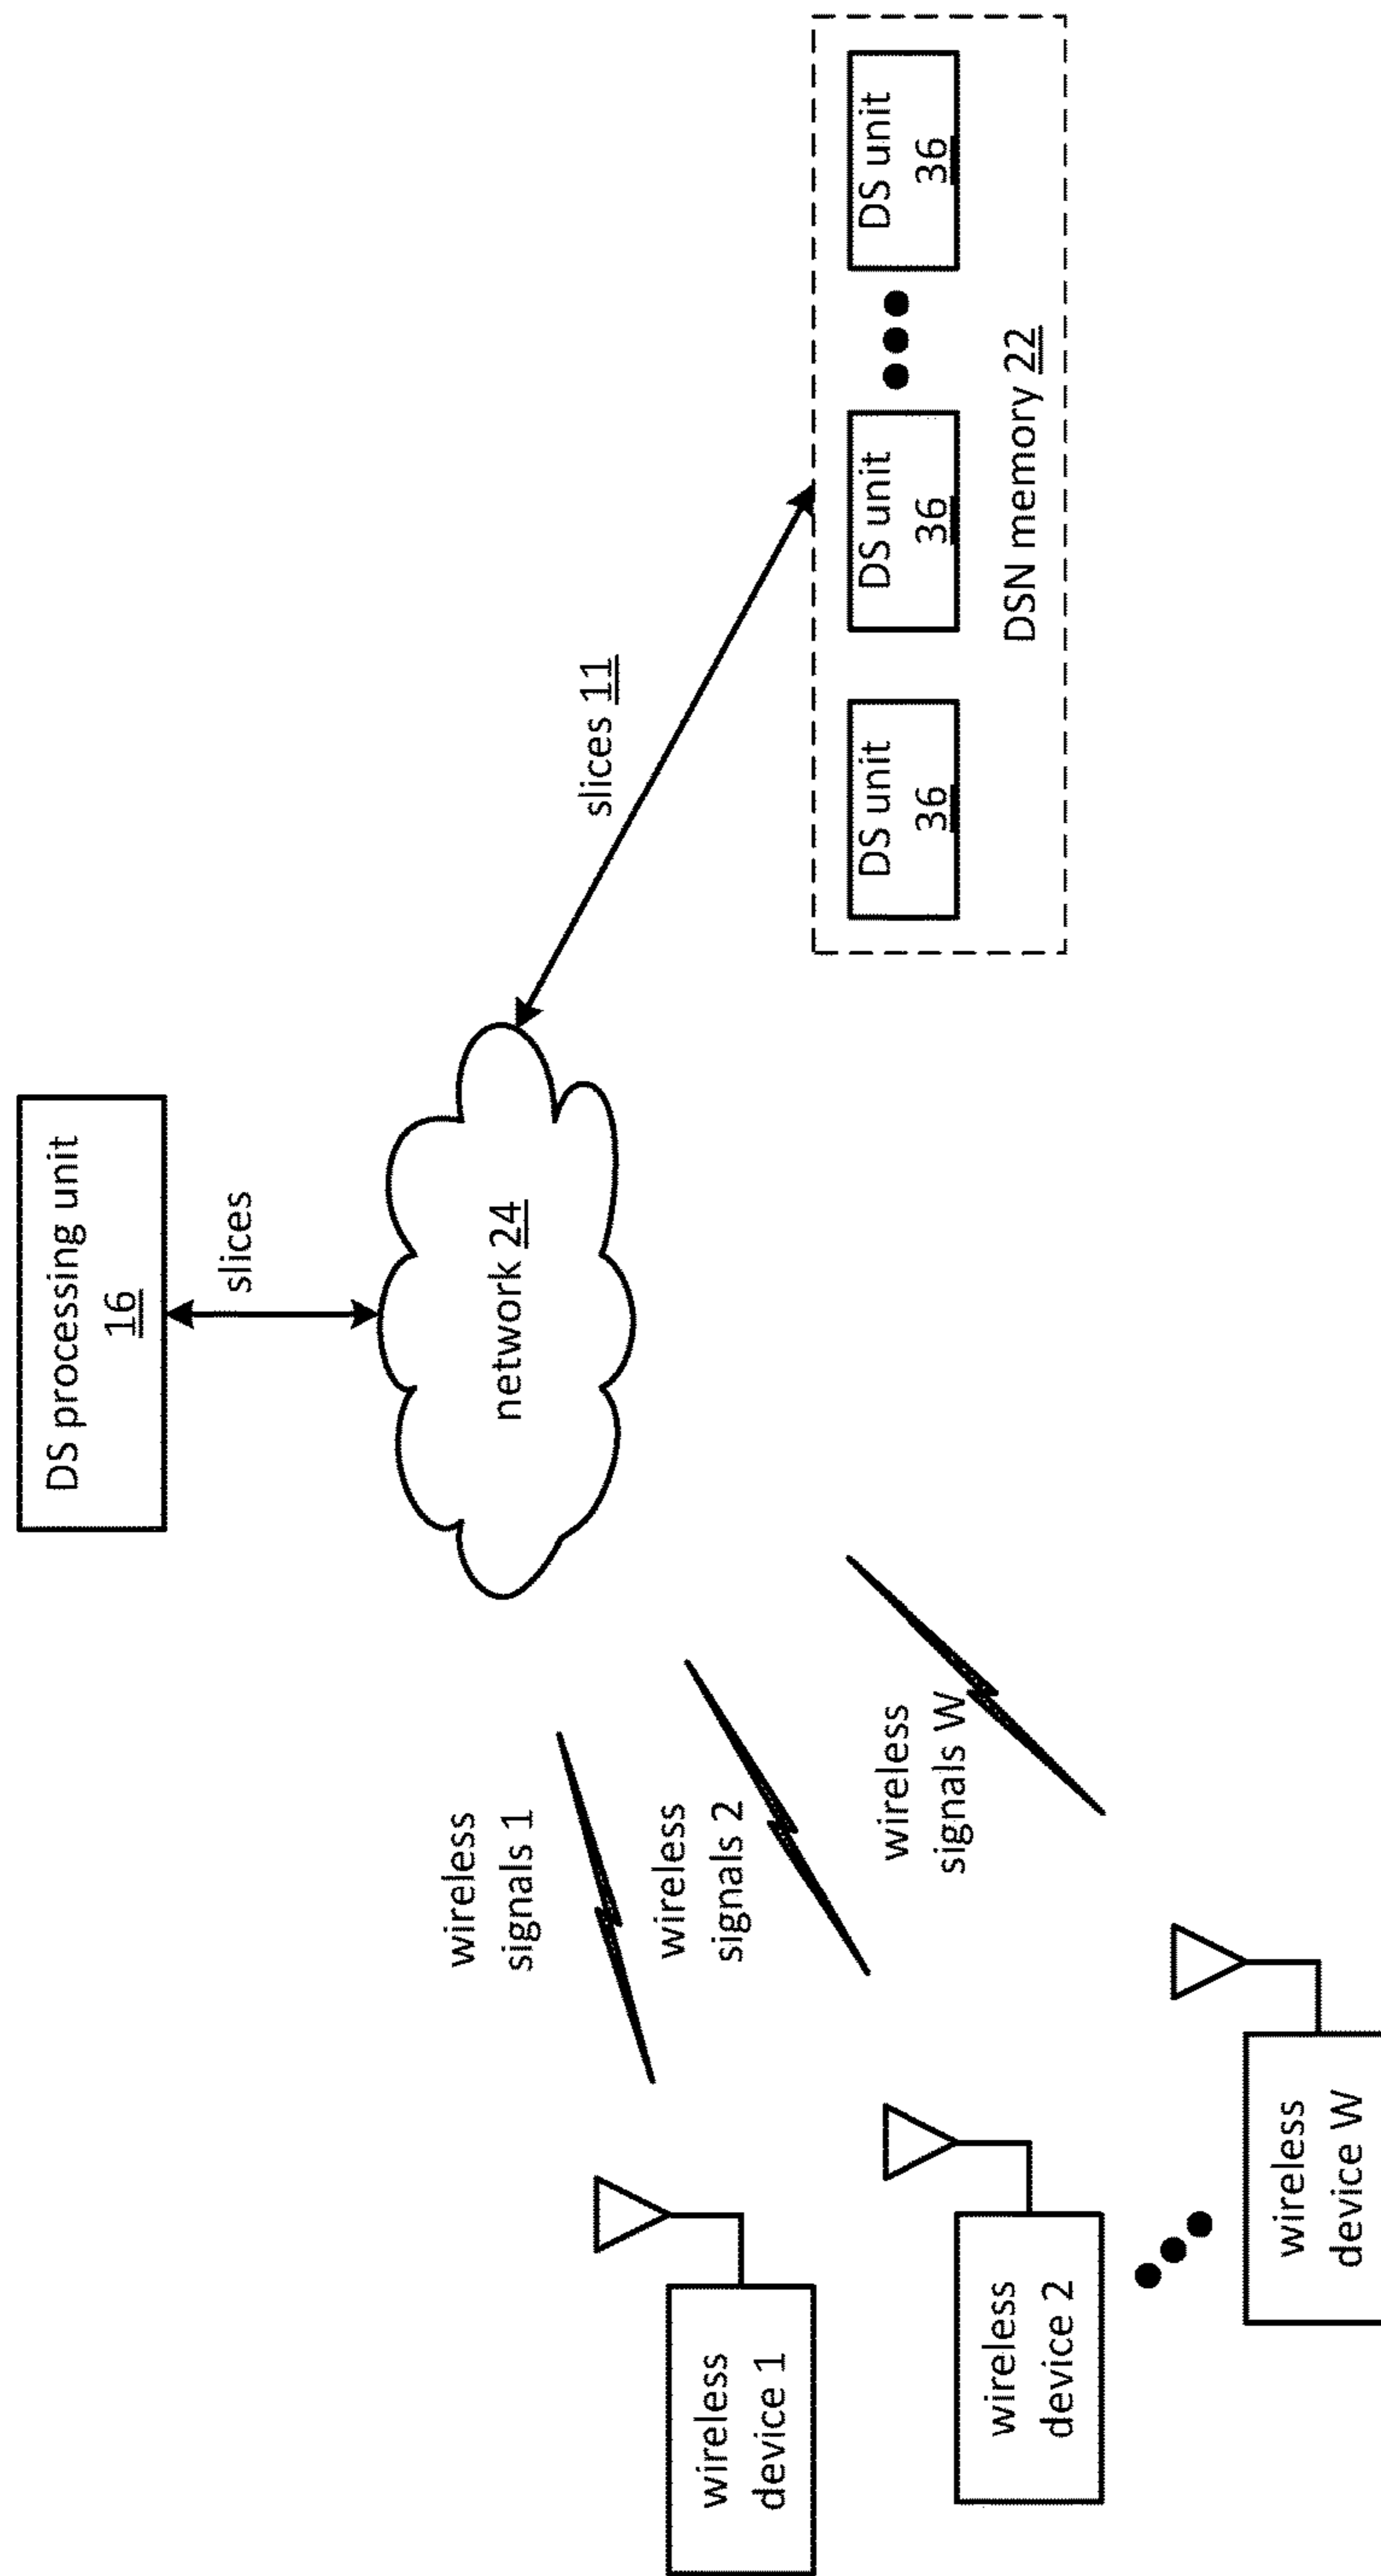 DS processing unit
16
slices
network 24
slices 11
wireless
signals 1
wireless
signals 2
wireless
signals W
wireless
device 1
wireless
device 2
wireless
device W
DS unit
36
DS unit
36
DS unit
36
DSN memory 22